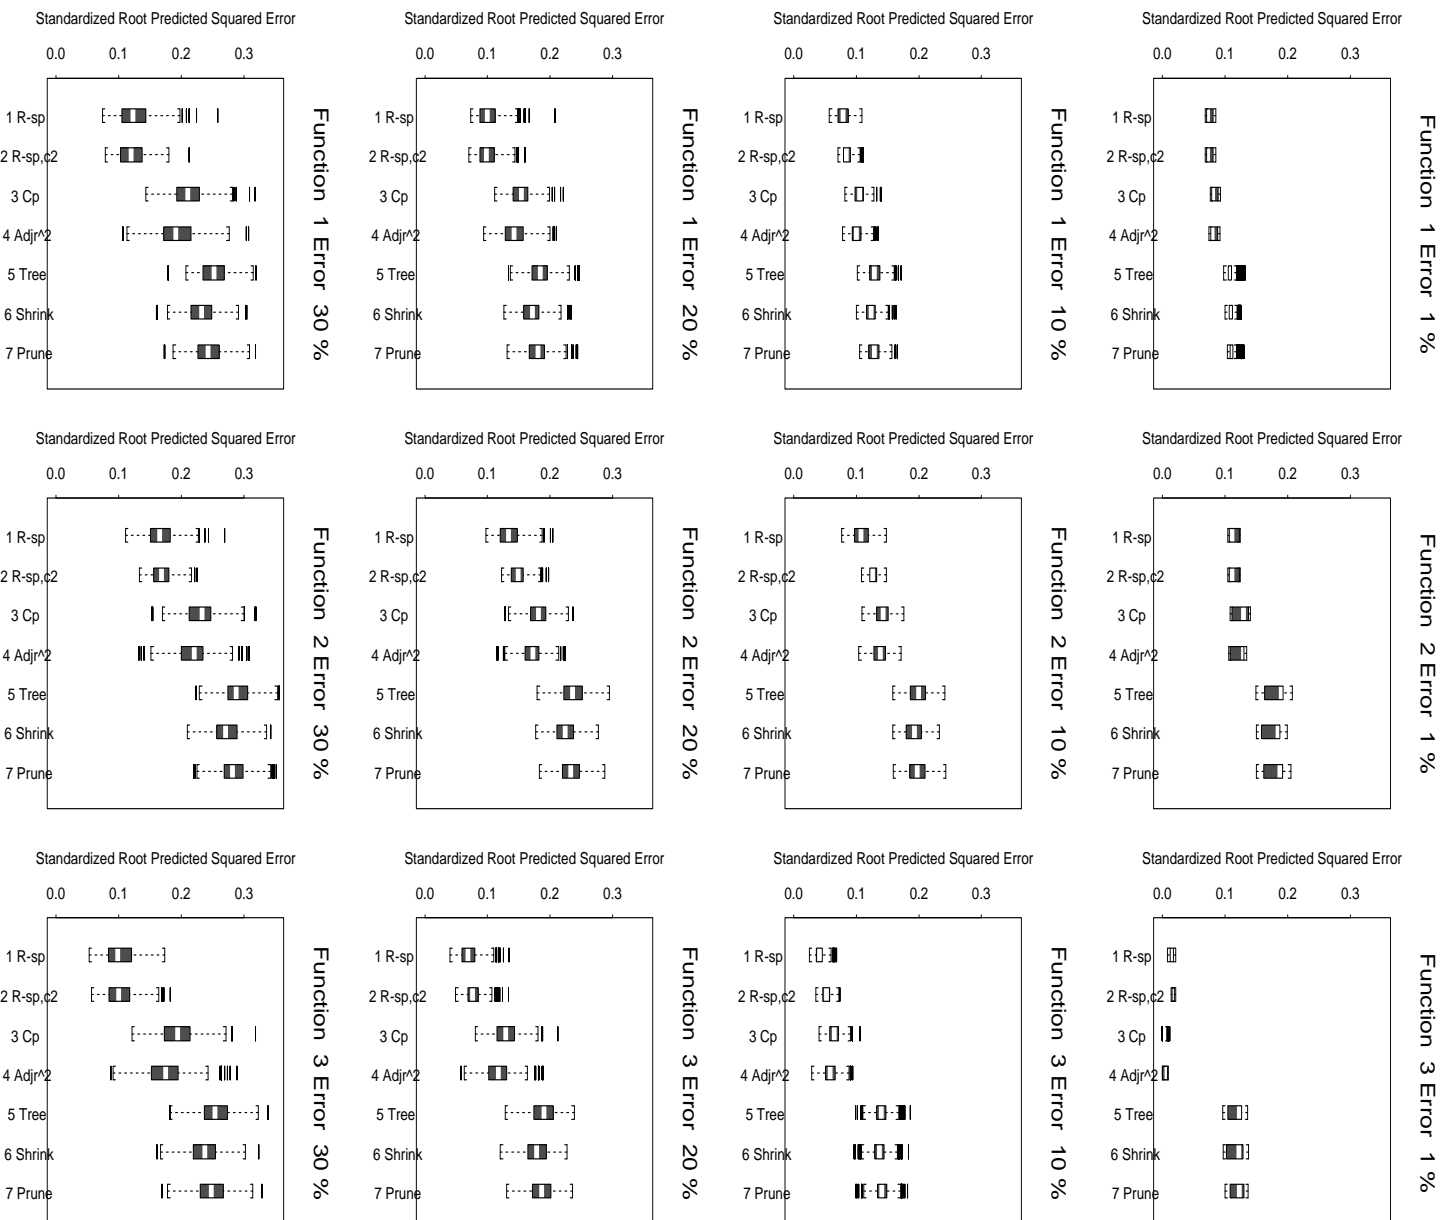 Standardized Root Predicted Squared Error Standardized Root Predicted Squared Error Standardized Root Predicted Squared Error Standardized Root Predicted Squared Error
0.0 0.1 0.2 0.3 0.0 0.1 0.2 0.3 0.0 0.1 0.2 0.3 0.0 0.1 0.2 0.3
1 R-sp 1 R-sp 1 R-sp 1 R-sp
2 R-sp,c2 2 R-sp,c2 2 R-sp,c2 2 R-sp,c2
3 Cp 3 Cp 3 Cp 3 Cp
4 Adjr^2 4 Adjr^2 4 Adjr^2 4 Adjr^2
5 Tree 5 Tree 5 Tree 5 Tree
6 Shrink 6 Shrink 6 Shrink 6 Shrink
7 Prune 7 Prune 7 Prune 7 Prune
Function 1 Error 30 %
Function 1 Error 20 %
Function 1 Error 10 %
Function 1 Error 1 %
Standardized Root Predicted Squared Error Standardized Root Predicted Squared Error Standardized Root Predicted Squared Error Standardized Root Predicted Squared Error
0.0 0.1 0.2 0.3 0.0 0.1 0.2 0.3 0.0 0.1 0.2 0.3 0.0 0.1 0.2 0.3
1 R-sp 1 R-sp 1 R-sp 1 R-sp
2 R-sp,c2 2 R-sp,c2 2 R-sp,c2 2 R-sp,c2
3 Cp 3 Cp 3 Cp 3 Cp
4 Adjr^2 4 Adjr^2 4 Adjr^2 4 Adjr^2
5 Tree 5 Tree 5 Tree 5 Tree
6 Shrink 6 Shrink 6 Shrink 6 Shrink
7 Prune 7 Prune 7 Prune 7 Prune
Function 2 Error 30 %
Function 2 Error 20 %
Function 2 Error 10 %
Function 2 Error 1 %
Standardized Root Predicted Squared Error Standardized Root Predicted Squared Error Standardized Root Predicted Squared Error Standardized Root Predicted Squared Error
0.0 0.1 0.2 0.3 0.0 0.1 0.2 0.3 0.0 0.1 0.2 0.3 0.0 0.1 0.2 0.3
1 R-sp 1 R-sp 1 R-sp 1 R-sp
2 R-sp,c2 2 R-sp,c2 2 R-sp,c2 2 R-sp,c2
3 Cp 3 Cp 3 Cp 3 Cp
4 Adjr^2 4 Adjr^2 4 Adjr^2 4 Adjr^2
5 Tree 5 Tree 5 Tree 5 Tree
6 Shrink 6 Shrink 6 Shrink 6 Shrink
7 Prune 7 Prune 7 Prune 7 Prune
Function 3 Error 30 %
Function 3 Error 20 %
Function 3 Error 10 %
Function 3 Error 1 %